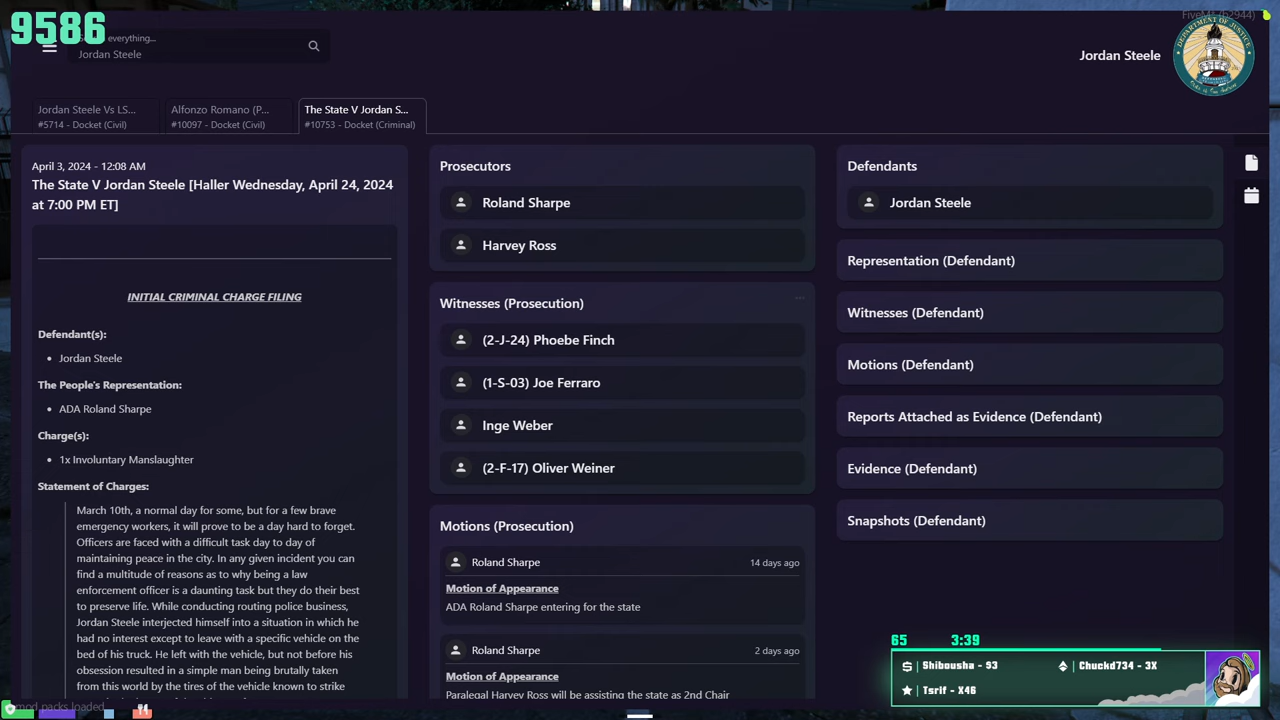 9586
FiveM® (b2944)
everything...
Jordan Steele
Jordan Steele
DEPARTMENT OF JUSTICE
Jordan Steele Vs LS...
#5714 - Docket (Civil)
Alfonzo Romano (P...
#10097 - Docket (Civil)
The State V Jordan S...
#10753 - Docket (Criminal)
April 3, 2024 - 12:08 AM
The State V Jordan Steele [Haller Wednesday, April 24, 2024
at 7:00 PM ET]
INITIAL CRIMINAL CHARGE FILING
Defendant(s):
Jordan Steele
The People's Representation:
ADA Roland Sharpe
Charge(s):
1x Involuntary Manslaughter
Statement of Charges:
March 10th, a normal day for some, but for a few brave
emergency workers, it will prove to be a day hard to forget.
Officers are faced with a difficult task day to day of
maintaining peace in the city. In any given incident you can
find a multitude of reasons as to why being a law
enforcement officer is a daunting task but they do their best
to preserve life. While conducting routing police business,
Jordan Steele interjected himself into a situation in which he
had no interest except to leave with a specific vehicle on the
bed of his truck. He left with the vehicle, but not before his
obsession resulted in a simple man being brutally taken
from this world by the tires of the vehicle known to strike
Prosecutors
Roland Sharpe
Harvey Ross
Witnesses (Prosecution)
(2-J-24) Phoebe Finch
(1-S-03) Joe Ferraro
Inge Weber
(2-F-17) Oliver Weiner
Motions (Prosecution)
Roland Sharpe
14 days ago
Motion of Appearance
ADA Roland Sharpe entering for the state
Roland Sharpe
2 days ago
Motion of Appearance
Paralegal Harvey Ross will be assisting the state as 2nd Chair
Defendants
Jordan Steele
Representation (Defendant)
Witnesses (Defendant)
Motions (Defendant)
Reports Attached as Evidence (Defendant)
Evidence (Defendant)
Snapshots (Defendant)
65
3:39
Shibousha - 93
Chuckd734 - 3X
Tsrif - X46
mod packs loaded